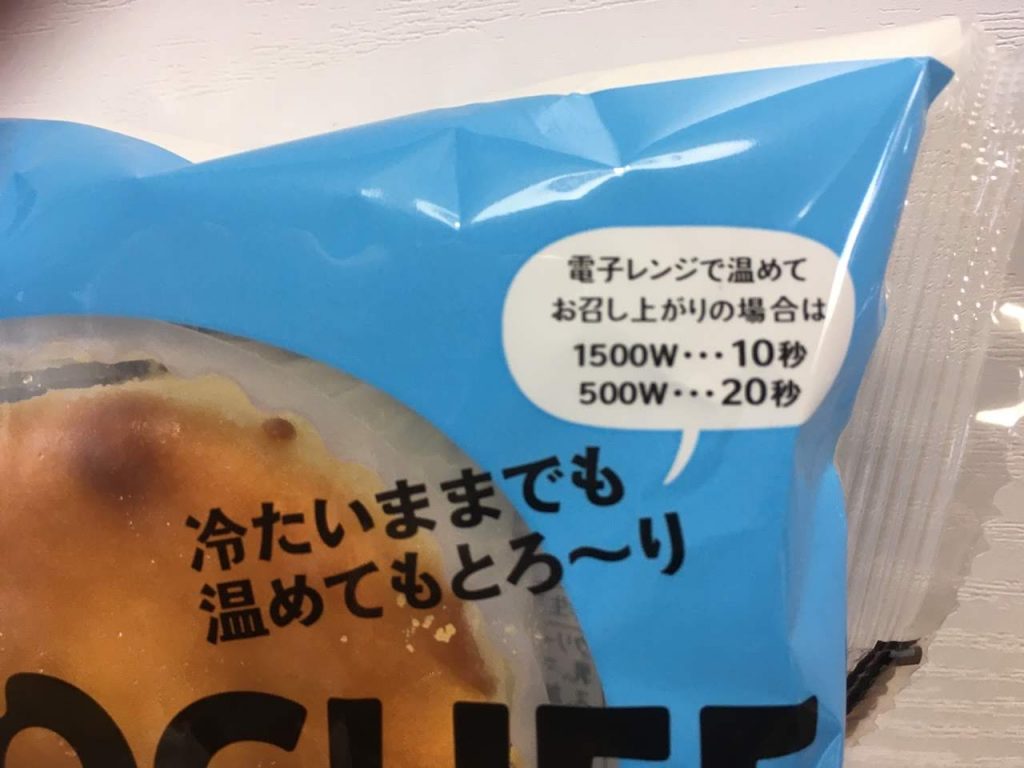 電子レンジで温めて
お召し上がりの場合は
1500W･･･10秒
500W･･･20秒
冷たいままでも
温めてもとろ〜り